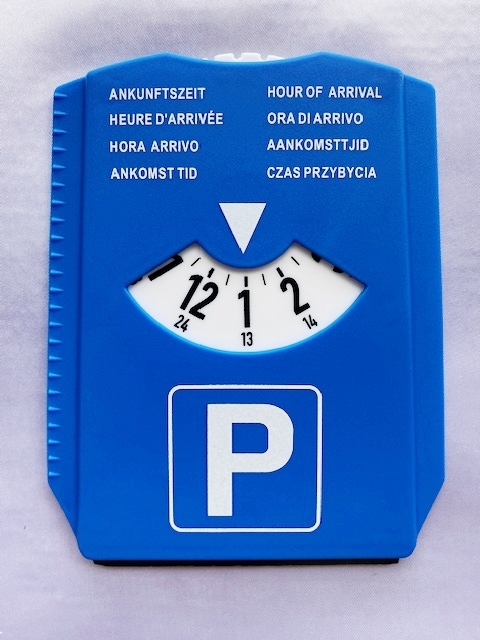 ANKUNFTSZEIT
HEURE D'ARRIVÉE
HORA ARRIVO
ANKOMST TID
HOUR OF ARRIVAL
ORA DI ARRIVO
AANKOMSTTJID
CZAS PRZYBYCIA
12 1 2
24 13 14
P